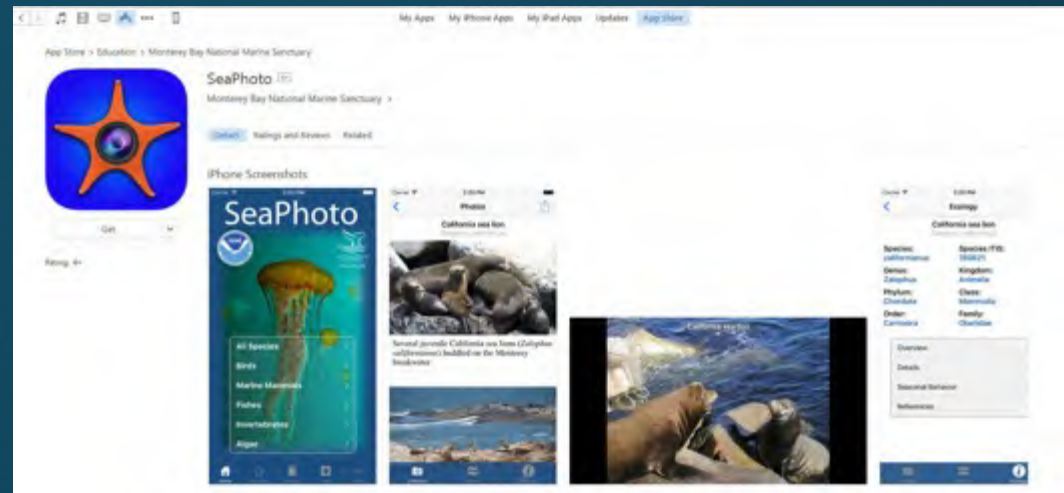 My Apps My iPhone Apps My iPad Apps Updates App Store
App Store > Education > Monterey Bay National Marine Sanctuary
SeaPhoto
Monterey Bay National Marine Sanctuary >
Details Ratings and Reviews Related
iPhone Screenshots
Get
Rating: 4+
SeaPhoto
All Species
Birds
Marine Mammals
Fishes
Invertebrates
Algae
Photos
California sea lion
Several juvenile California sea lions (Zalophus
californianus) huddled on the Monterey
breakwater
California sea lion
Ecology
California sea lion
Species: Species ITIS:
californianus
Genus: Kingdom:
Zalophus Animalia
Phylum: Class:
Chordata Mammalia
Order: Family:
Carnivora Otariidae
Overview
Details
Seasonal Behavior
References